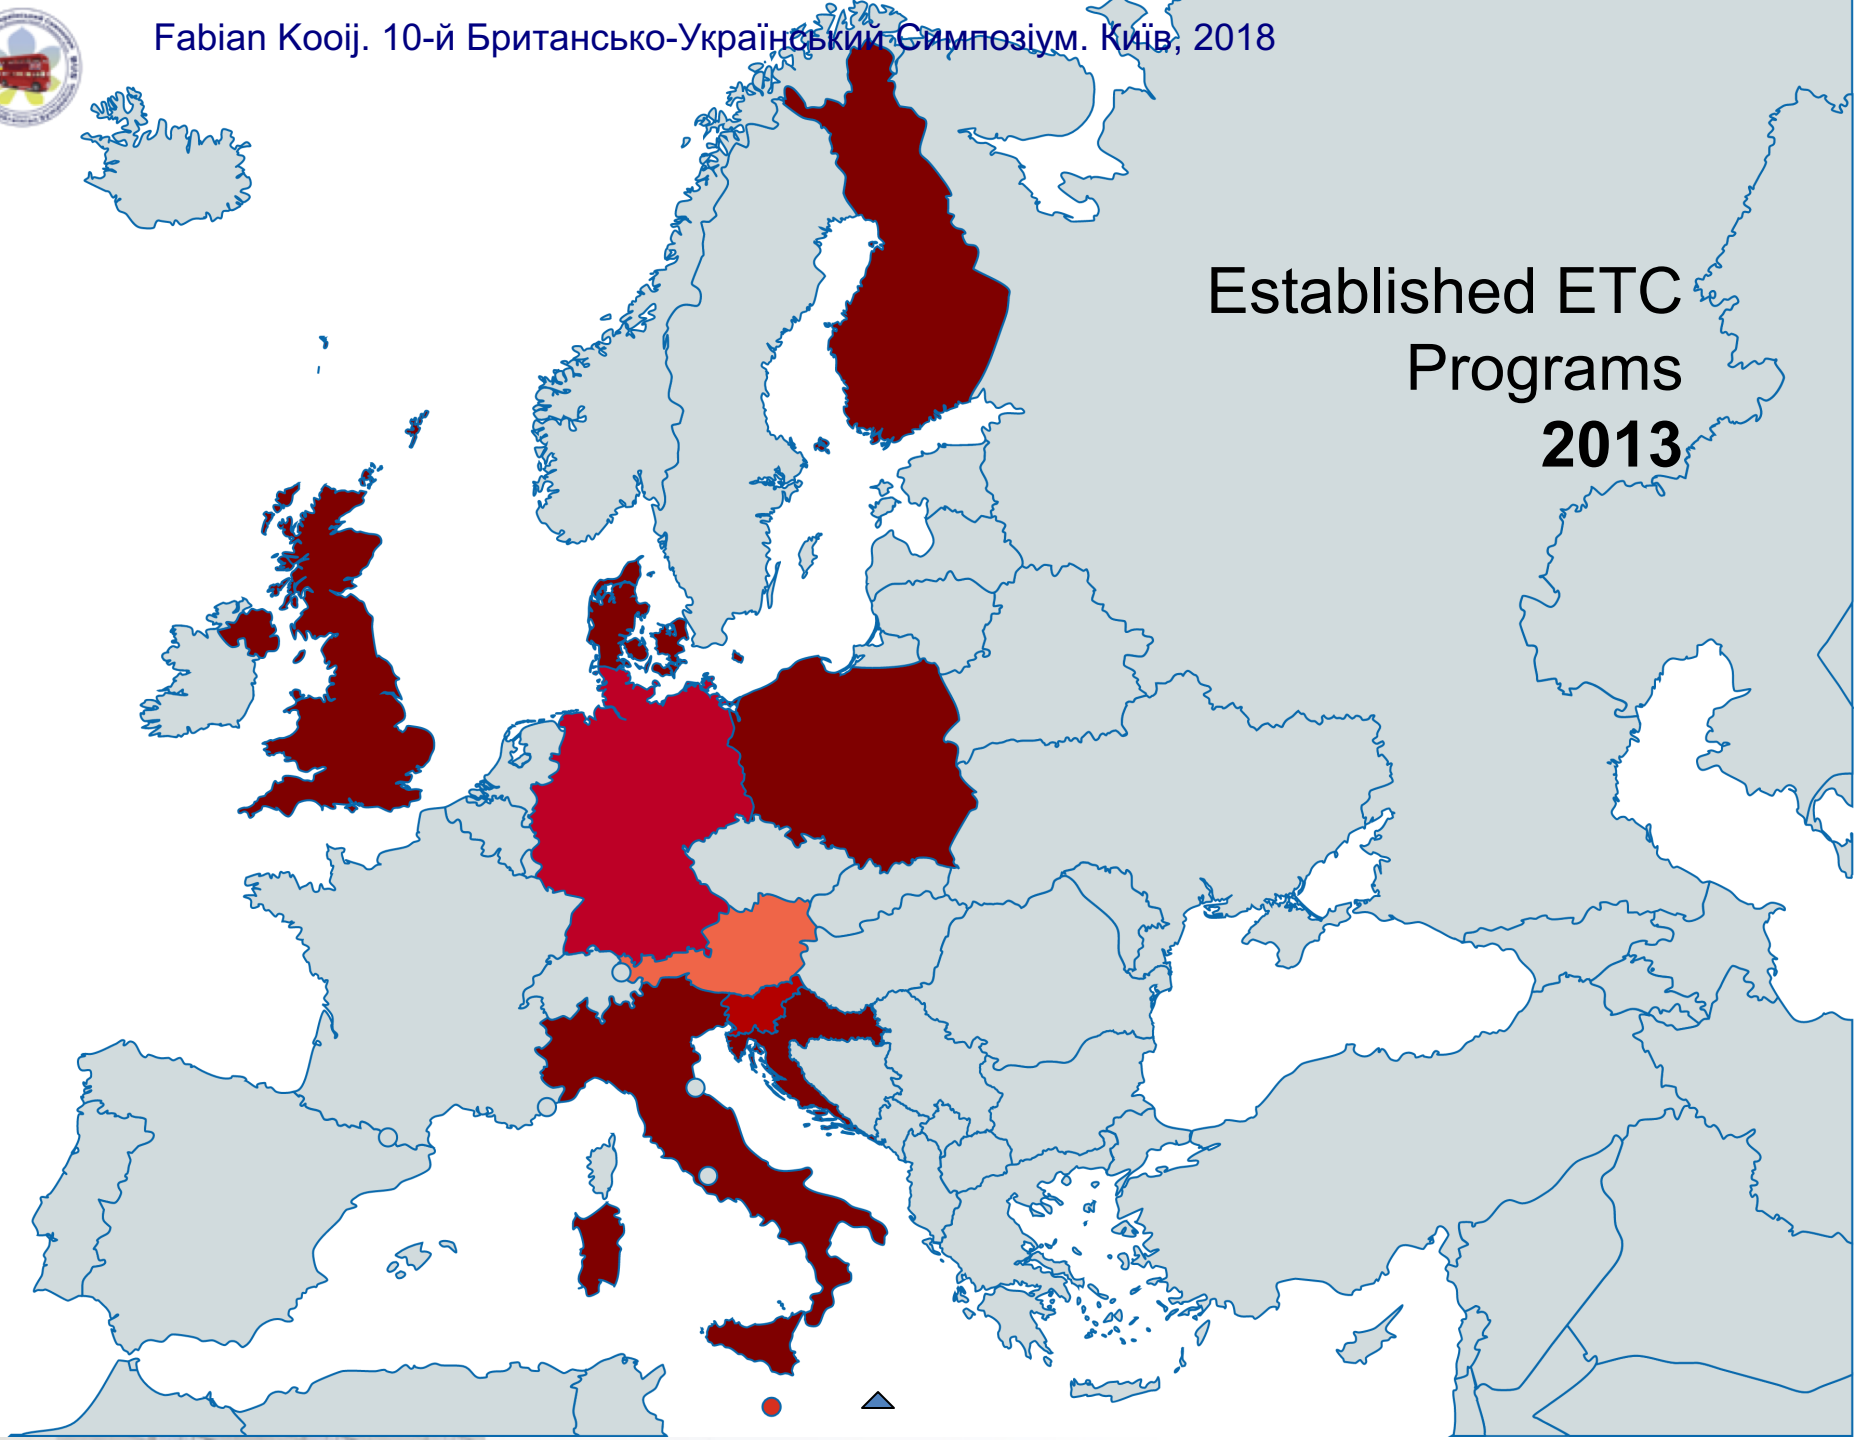 Fabian Kooij. 10-й Британсько-Український Симпозіум. Київ, 2018
Established ETC
Programs
2013